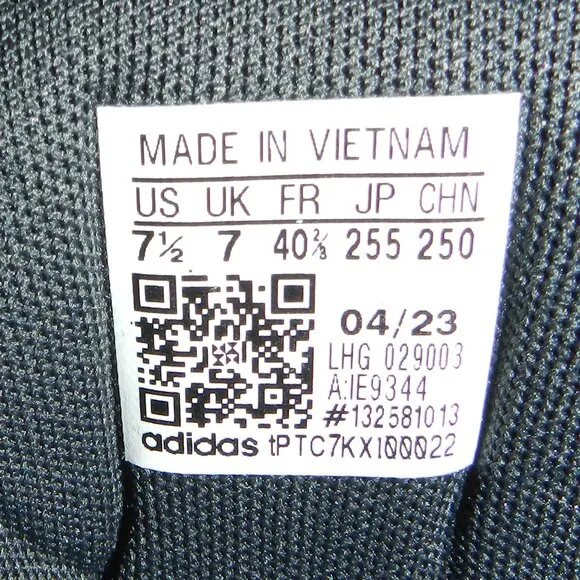 MADE IN VIETNAM
US UK FR JP CHN
7½ 7 40⅔ 255 250
04/23
LHG 029003
A:IE9344
#132581013
adidas tPTC7KX100022